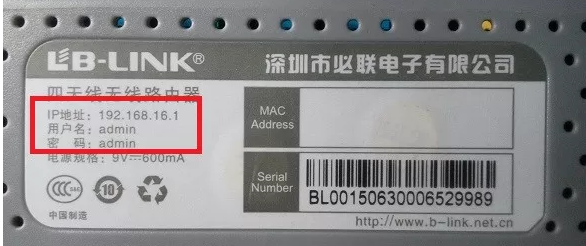 LB-LINK®
深圳市必联电子有限公司
四天线无线路由器
IP地址: 192.168.16.1
用户名: admin
密 码: admin
电源规格: 9V⎓600mA
CCC S&E
10
中国制造
MAC
Address
Serial
Number
BL00150630006529989
http://www.b-link.net.cn